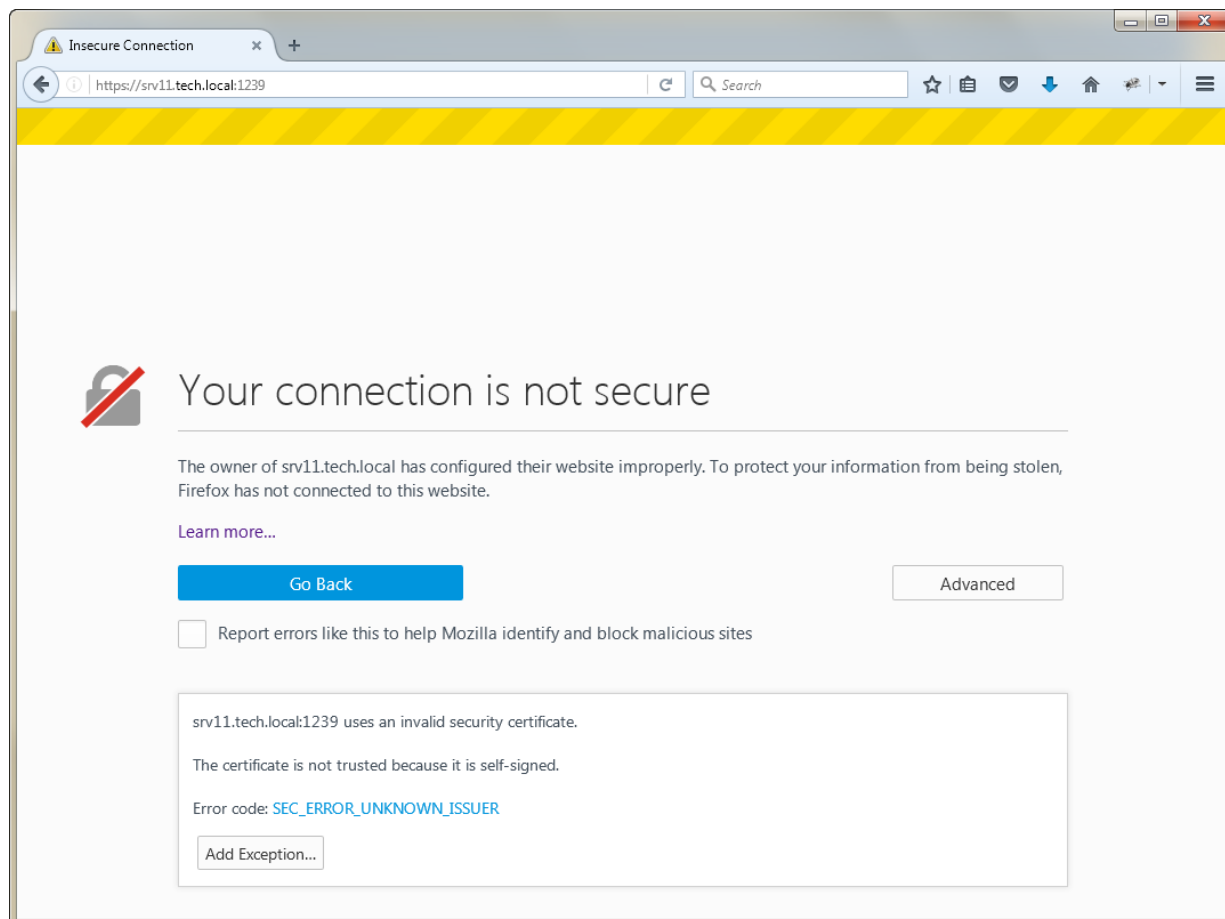 Insecure Connection
https://srv11.tech.local:1239
Search
Your connection is not secure
The owner of srv11.tech.local has configured their website improperly. To protect your information from being stolen,
Firefox has not connected to this website.
Learn more...
Go Back
Advanced
Report errors like this to help Mozilla identify and block malicious sites
srv11.tech.local:1239 uses an invalid security certificate.
The certificate is not trusted because it is self-signed.
Error code: SEC_ERROR_UNKNOWN_ISSUER
Add Exception...